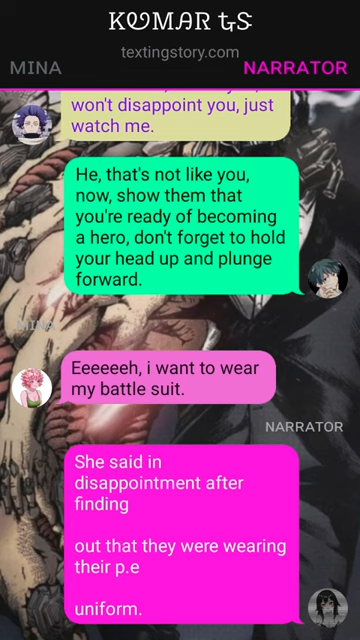 KUMAR GS
textingstory.com
MINA
NARRATOR
won't disappoint you, just
watch me.
He, that's not like you,
now, show them that
you're ready of becoming
a hero, don't forget to hold
your head up and plunge
forward.
MINA
Eeeeeeh, i want to wear
my battle suit.
NARRATOR
She said in
disappointment after
finding
out that they were wearing
their p.e
uniform.